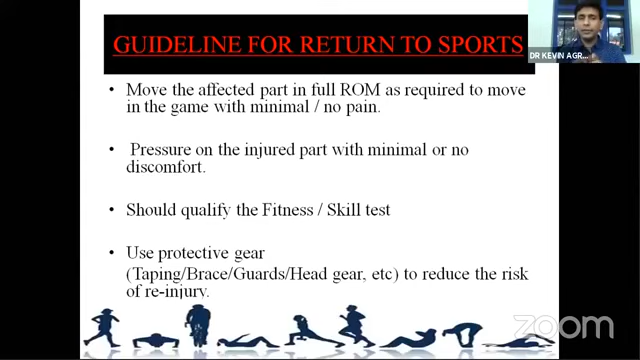 GUIDELINE FOR RETURN TO SPORTS
DR KEVIN AGR...
• Move the affected part in full ROM as required to move
in the game with minimal / no pain.
• Pressure on the injured part with minimal or no
discomfort.
• Should qualify the Fitness / Skill test
• Use protective gear
(Taping/Brace/Guards/Head gear, etc) to reduce the risk
of re-injury.
zoom